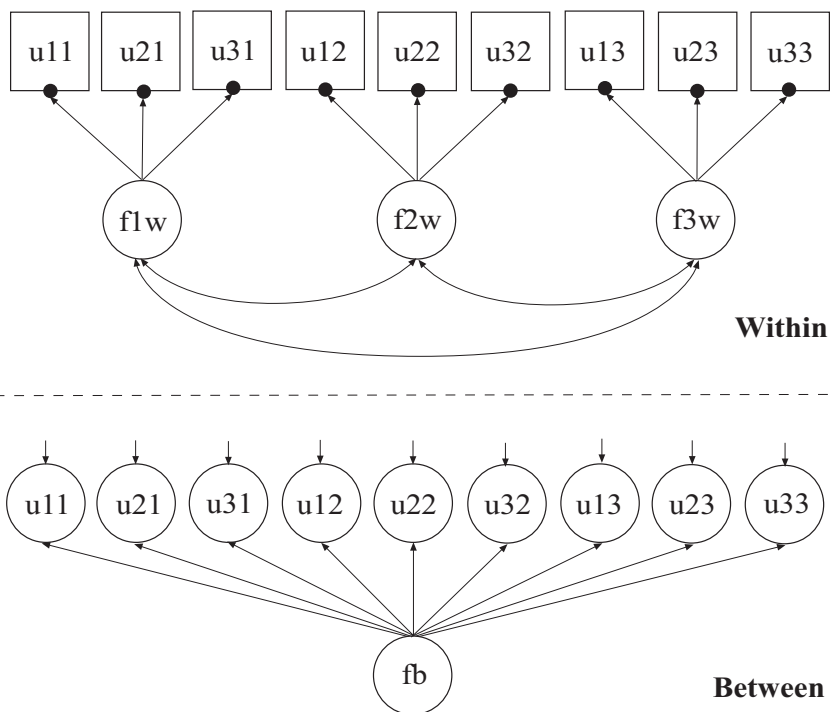 u11 u21 u31 u12 u22 u32 u13 u23 u33
f1w f2w f3w
Within
u11 u21 u31 u12 u22 u32 u13 u23 u33
fb
Between